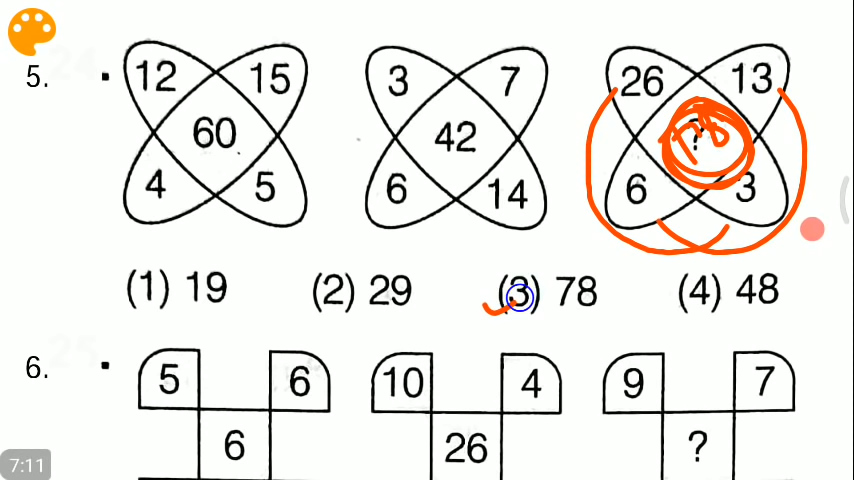 5.
12 15 3 7 26 13
60 42 ?
4 5 6 14 6 3
(1) 19 (2) 29 (3) 78 (4) 48
6.
5 6 10 4 9 7
6 26 ?
7:11